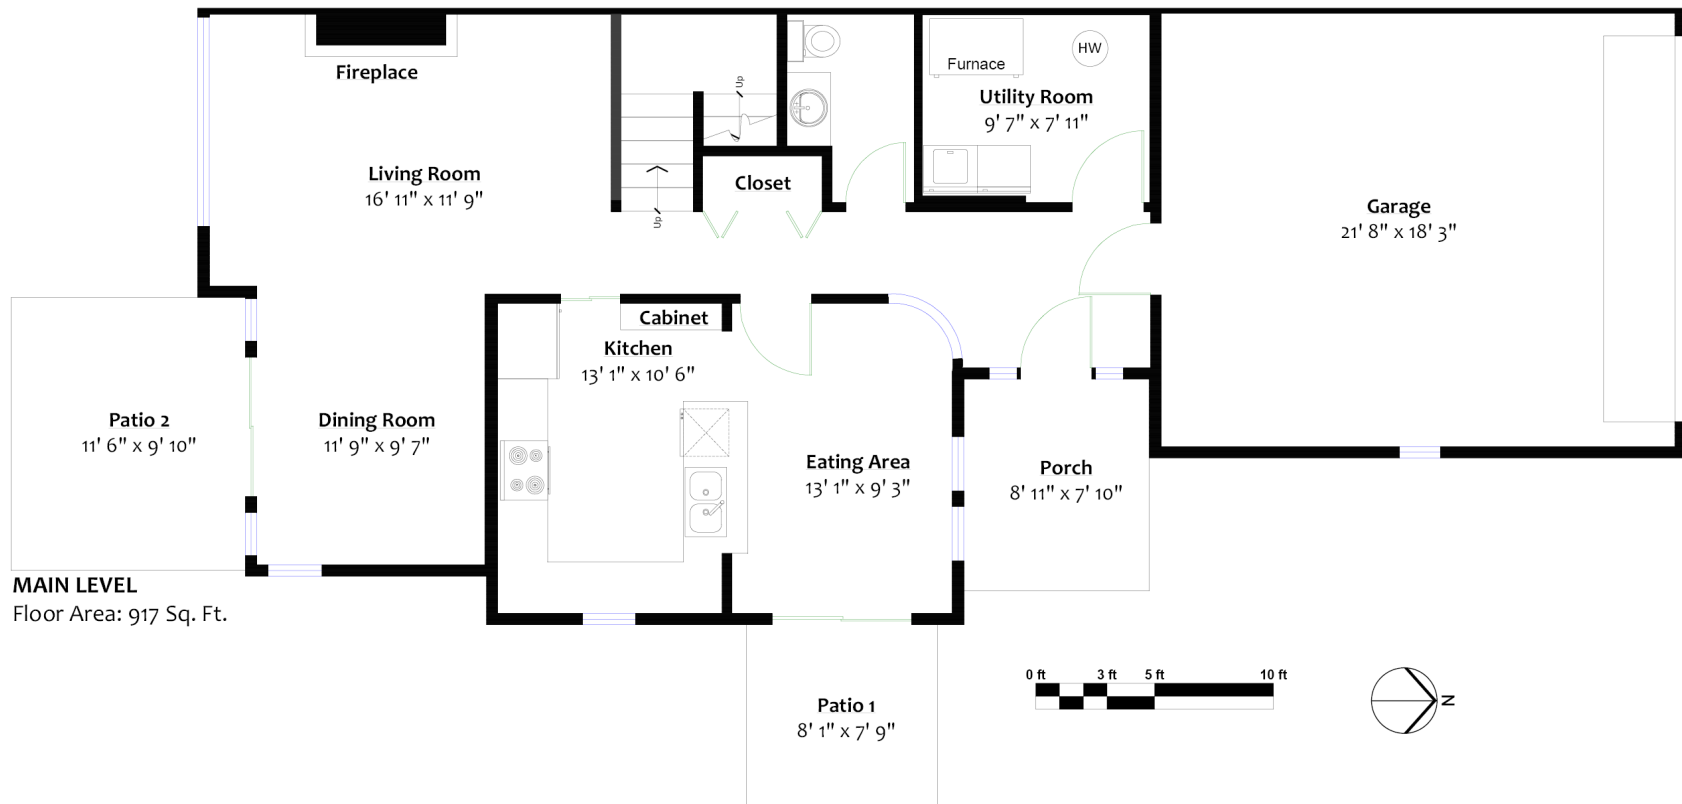 Fireplace
Up
Furnace
HW
Utility Room
9' 7" x 7' 11"
Living Room
16' 11" x 11' 9"
Closet
Up
Garage
21' 8" x 18' 3"
Cabinet
Kitchen
13' 1" x 10' 6"
Patio 2
11' 6" x 9' 10"
Dining Room
11' 9" x 9' 7"
Eating Area
13' 1" x 9' 3"
Porch
8' 11" x 7' 10"
MAIN LEVEL
Floor Area: 917 Sq. Ft.
0 ft 3 ft 5 ft 10 ft
N
Patio 1
8' 1" x 7' 9"